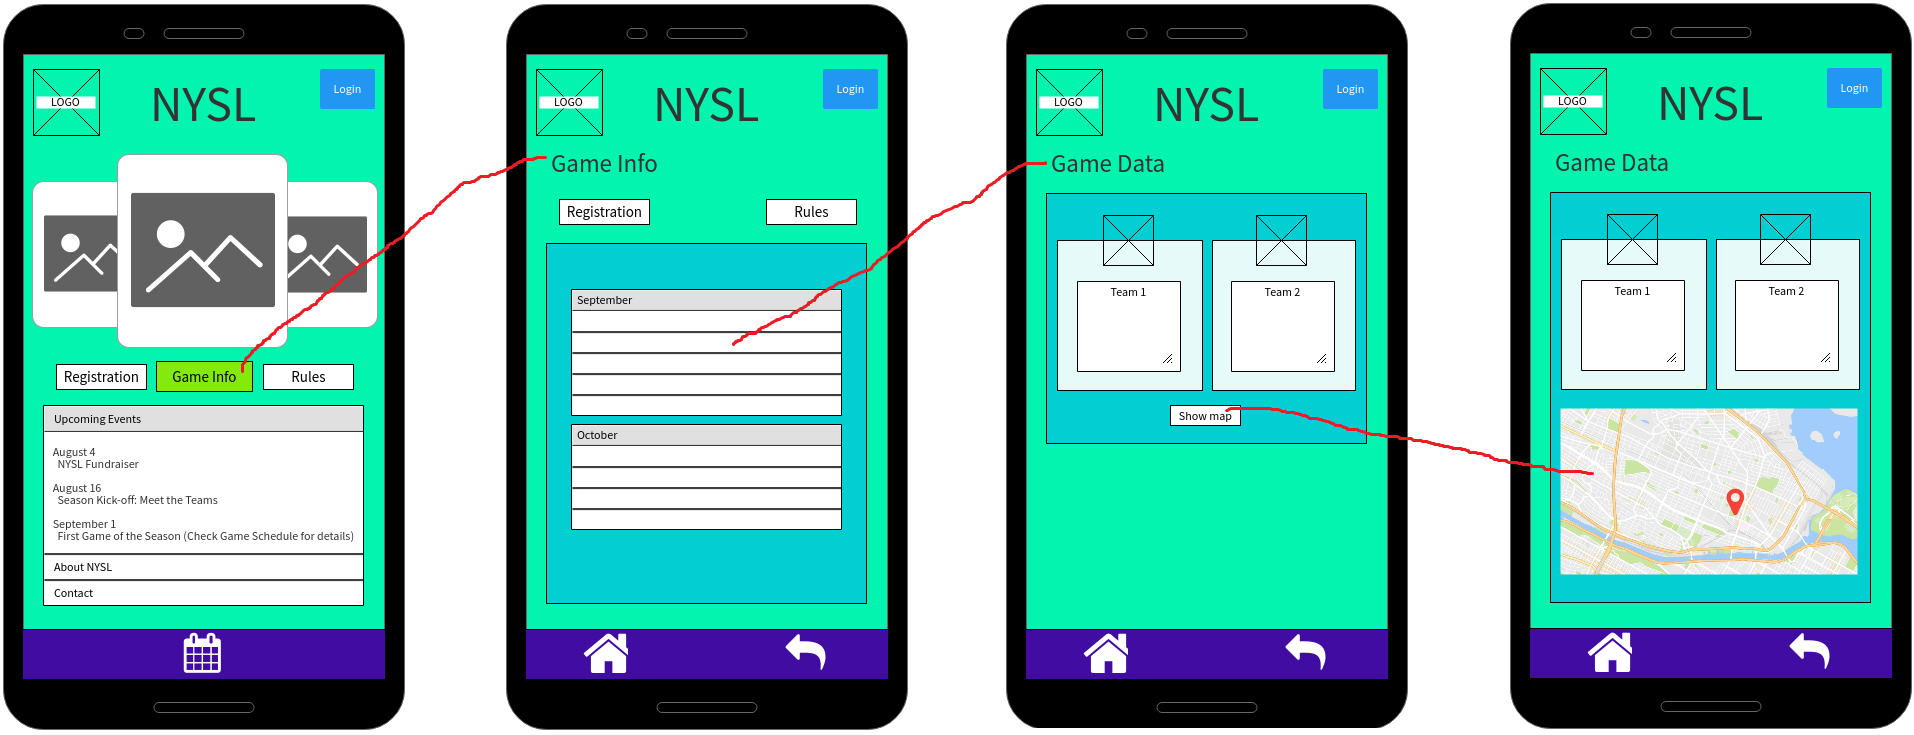 LOGO
NYSL
Login
Registration
Game Info
Rules
Upcoming Events
August 4
NYSL Fundraiser
August 16
Season Kick-off: Meet the Teams
September 1
First Game of the Season (Check Game Schedule for details)
About NYSL
Contact
LOGO
NYSL
Login
Game Info
Registration
Rules
September
October
LOGO
NYSL
Login
Game Data
Team 1
Team 2
Show map
LOGO
NYSL
Login
Game Data
Team 1
Team 2